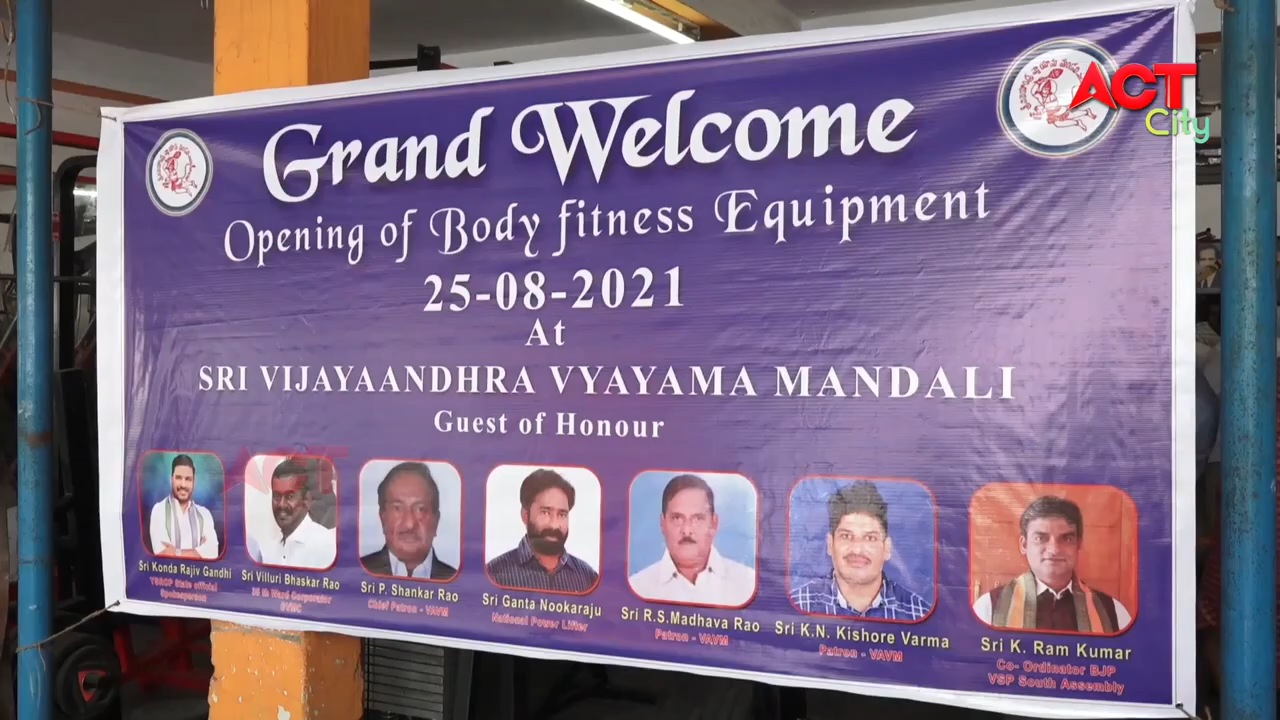 ACT
City
Grand Welcome
Opening of Body fitness Equipment
25-08-2021
At
SRI VIJAYAANDHRA VYAYAMA MANDALI
Guest of Honour
Sri Konda Rajiv Gandhi
YSRCP State official
Spokesperson
Sri Villuri Bhaskar Rao
Ward Corporator
GVMC
Sri P. Shankar Rao
Chief Patron - VAVM
Sri Ganta Nookaraju
National Power Lifter
Sri R.S.Madhava Rao
Patron - VAVM
Sri K.N. Kishore Varma
Patron - VAVM
Sri K. Ram Kumar
Co- Ordinator BJP
VSP South Assembly